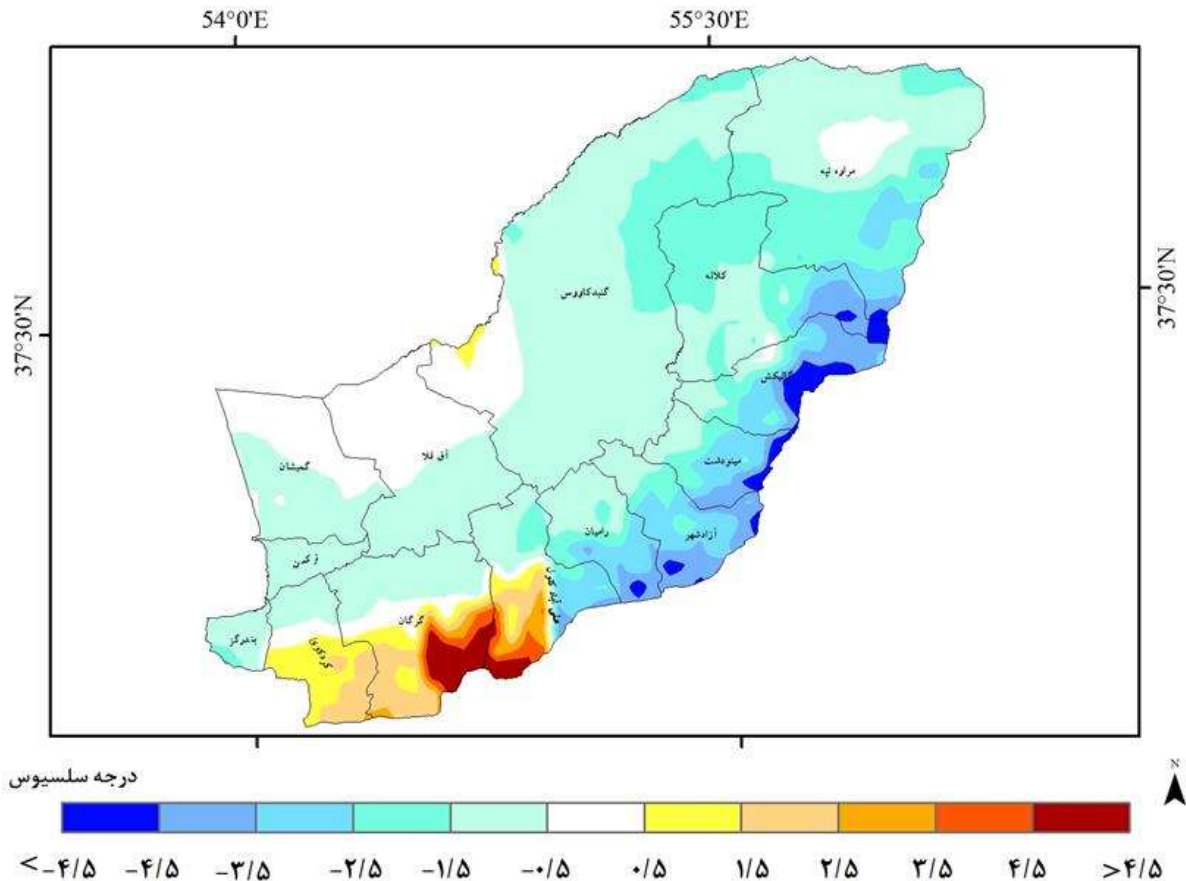 54°0'E 55°30'E
37°30'N
37°30'N
مراوه تپه
کلاله
گنبدکاووس
گالیکش
گمیشان
آق قلا
مینودشت
رامیان
آزادشهر
ترکمن
علی آباد کتول
گرگان
بندرگز
کردکوی
درجه سلسیوس
N
<-۴/۵ -۴/۵ -۳/۵ -۲/۵ -۱/۵ -۰/۵ ۰/۵ ۱/۵ ۲/۵ ۳/۵ ۴/۵ >۴/۵